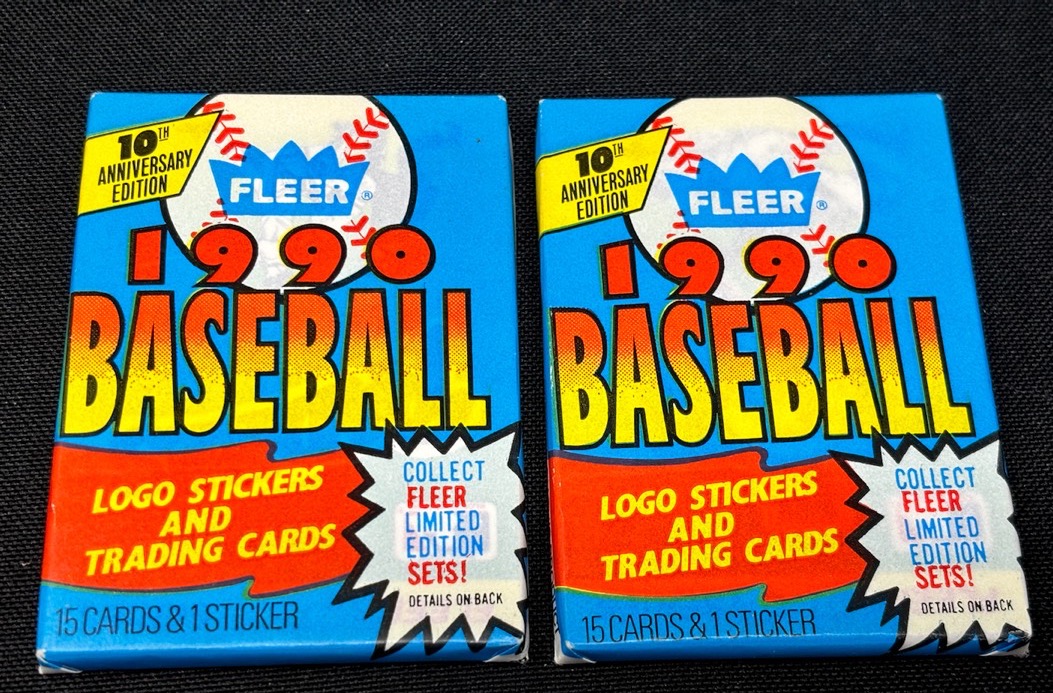 10TH
ANNIVERSARY
EDITION
FLEER®
1990
BASEBALL
LOGO STICKERS
AND
TRADING CARDS
COLLECT
FLEER
LIMITED
EDITION
SETS!
DETAILS ON BACK
15 CARDS & 1 STICKER
10TH
ANNIVERSARY
EDITION
FLEER®
1990
BASEBALL
LOGO STICKERS
AND
TRADING CARDS
COLLECT
FLEER
LIMITED
EDITION
SETS!
DETAILS ON BACK
15 CARDS & 1 STICKER